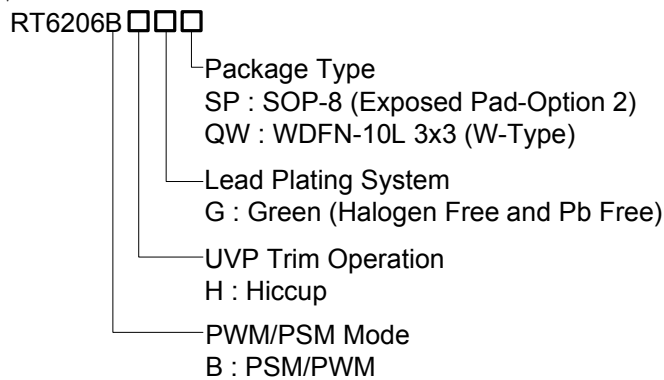 RT6206B□□□
Package Type
SP : SOP-8 (Exposed Pad-Option 2)
QW : WDFN-10L 3x3 (W-Type)
Lead Plating System
G : Green (Halogen Free and Pb Free)
UVP Trim Operation
H : Hiccup
PWM/PSM Mode
B : PSM/PWM